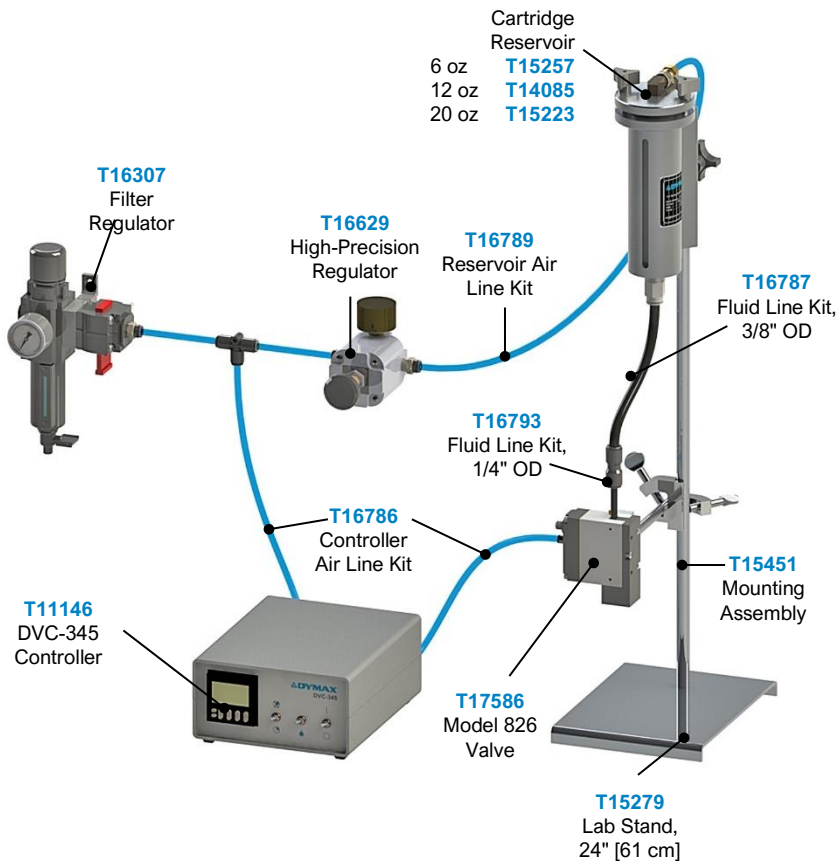 Cartridge
Reservoir
6 oz T15257
12 oz T14085
20 oz T15223
T16307
Filter
Regulator
T16629
High-Precision
Regulator
T16789
Reservoir Air
Line Kit
T16787
Fluid Line Kit,
3/8" OD
T16793
Fluid Line Kit,
1/4" OD
T16786
Controller
Air Line Kit
T15451
Mounting
Assembly
T11146
DVC-345
Controller
DYMAX
DVC-345
T17586
Model 826
Valve
T15279
Lab Stand,
24" [61 cm]
DYMAX